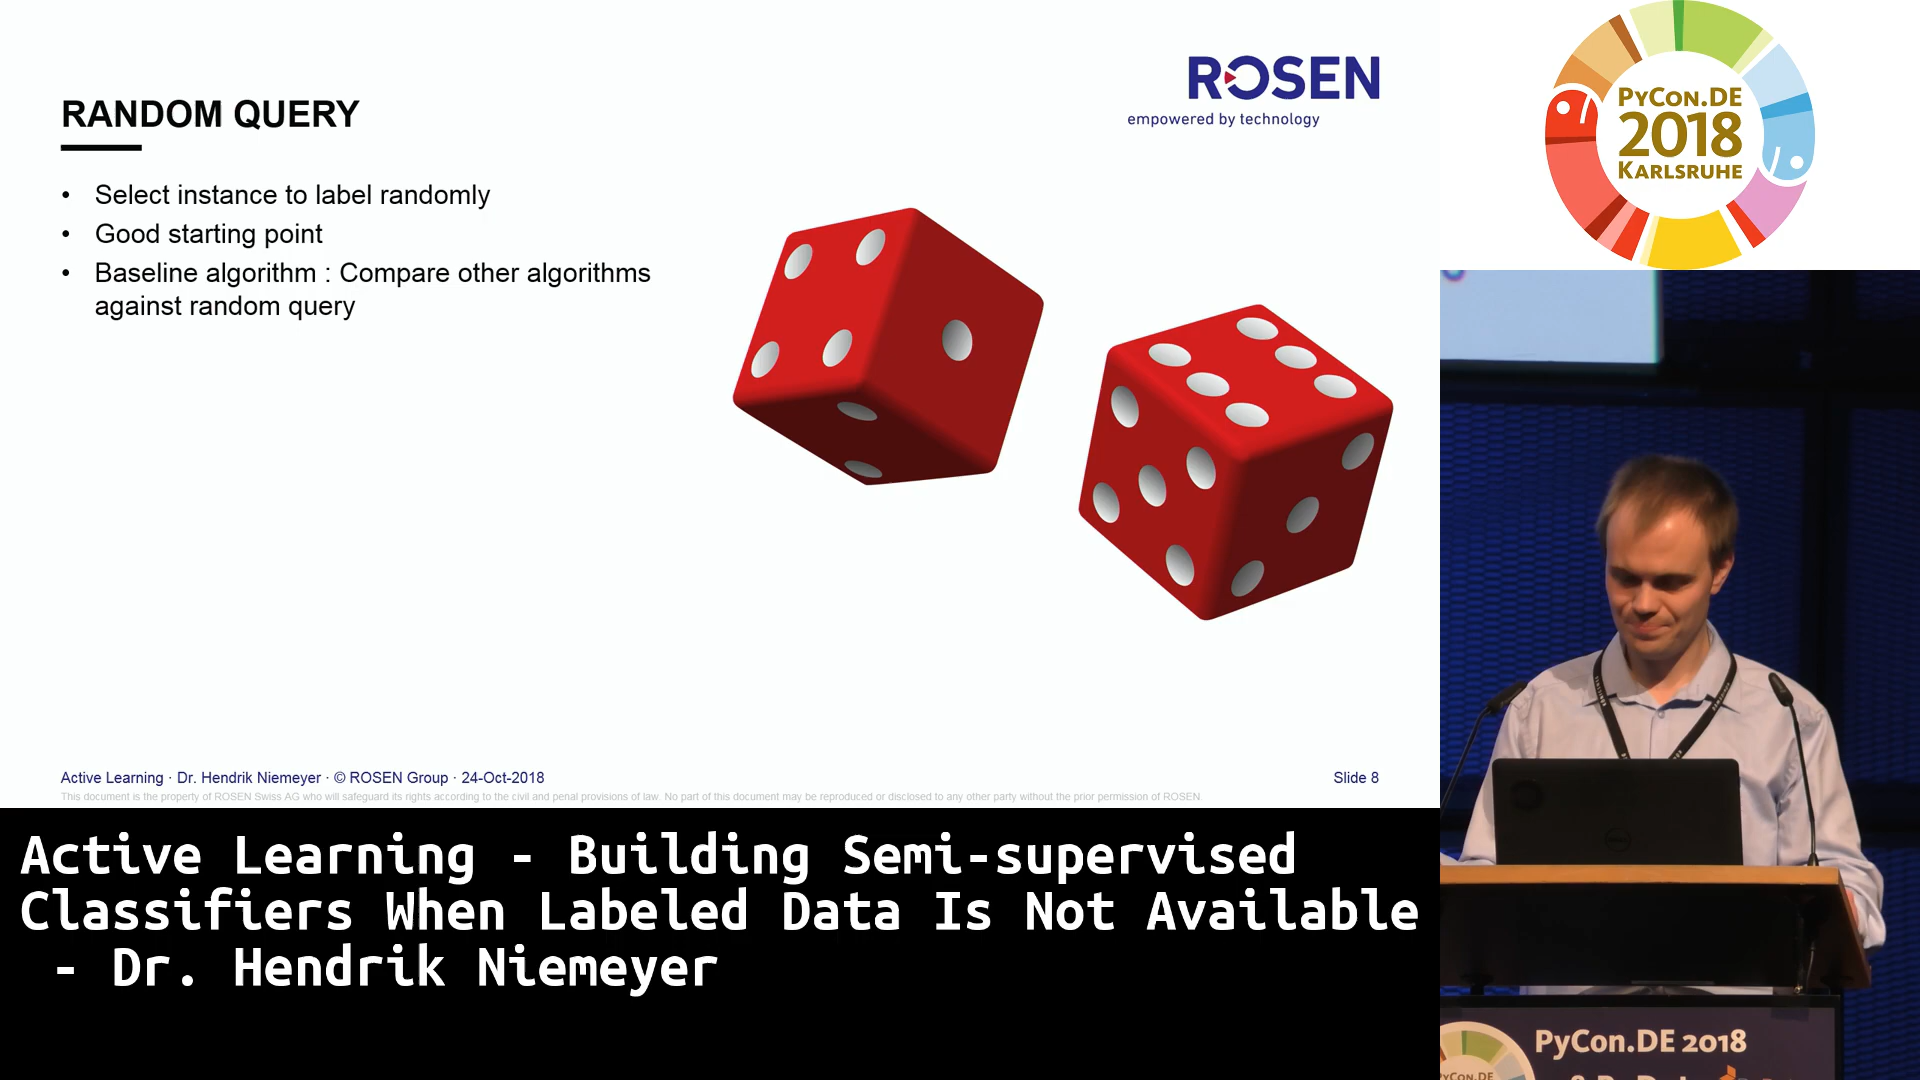 RANDOM QUERY
ROSEN
empowered by technology
• Select instance to label randomly
• Good starting point
• Baseline algorithm : Compare other algorithms
against random query
Active Learning · Dr. Hendrik Niemeyer · © ROSEN Group · 24-Oct-2018
Slide 8
This document is the property of ROSEN Swiss AG who will safeguard its rights according to the civil and penal provisions of law. No part of this document may be reproduced or disclosed to any other party without the prior permission of ROSEN.
PYCON.DE
2018
KARLSRUHE
Active Learning - Building Semi-supervised
Classifiers When Labeled Data Is Not Available
- Dr. Hendrik Niemeyer
PyCon.DE 2018
PYCON.DE